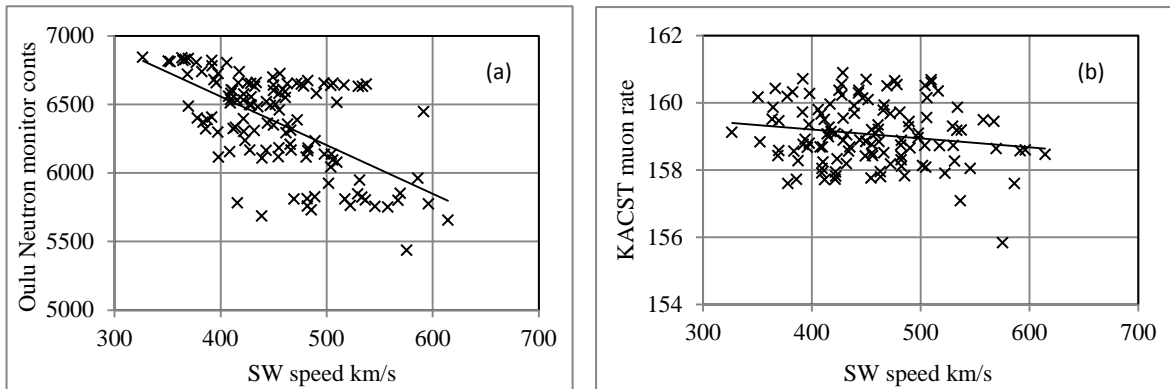 Oulu Neutron monitior conts
7000
6500
6000
5500
5000
(a)
300 400 500 600 700
SW speed km/s
KACST muon rate
162
160
158
156
154
(b)
300 400 500 600 700
SW speed km/s